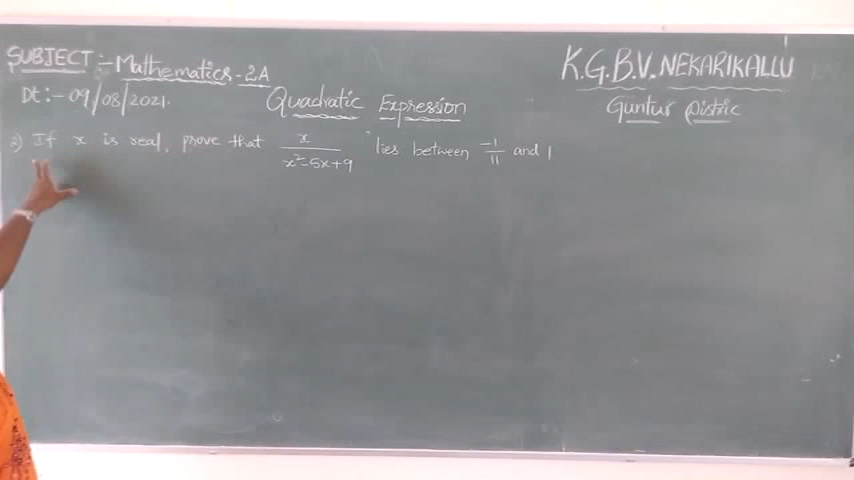 SUBJECT :- Mathematics - 2A
K.G.B.V. NEKARIKALLU
Dt :- 09/08/2021.
Quadratic Expression
Guntur Distric
2) If x is real, prove that x/(x²-5x+9) lies between -1/11 and 1